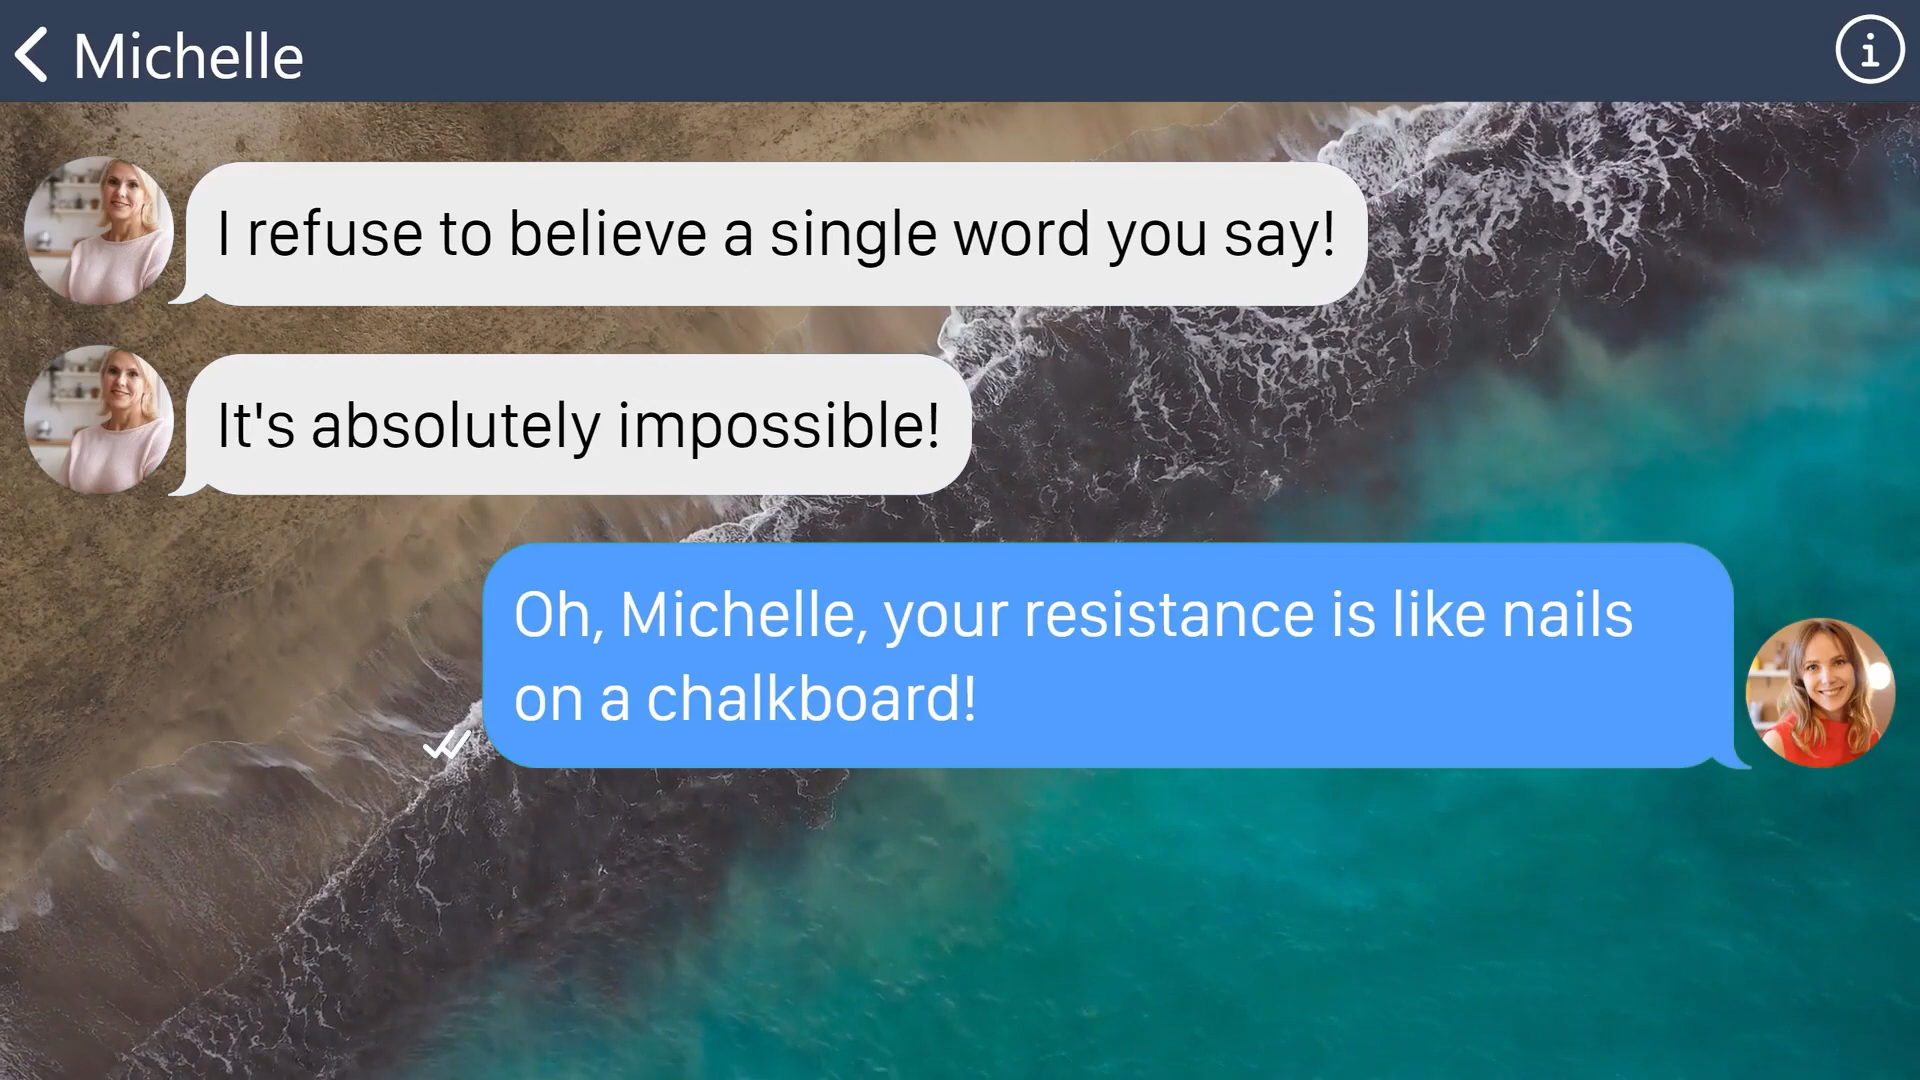 Michelle
I refuse to believe a single word you say!
It's absolutely impossible!
Oh, Michelle, your resistance is like nails
on a chalkboard!